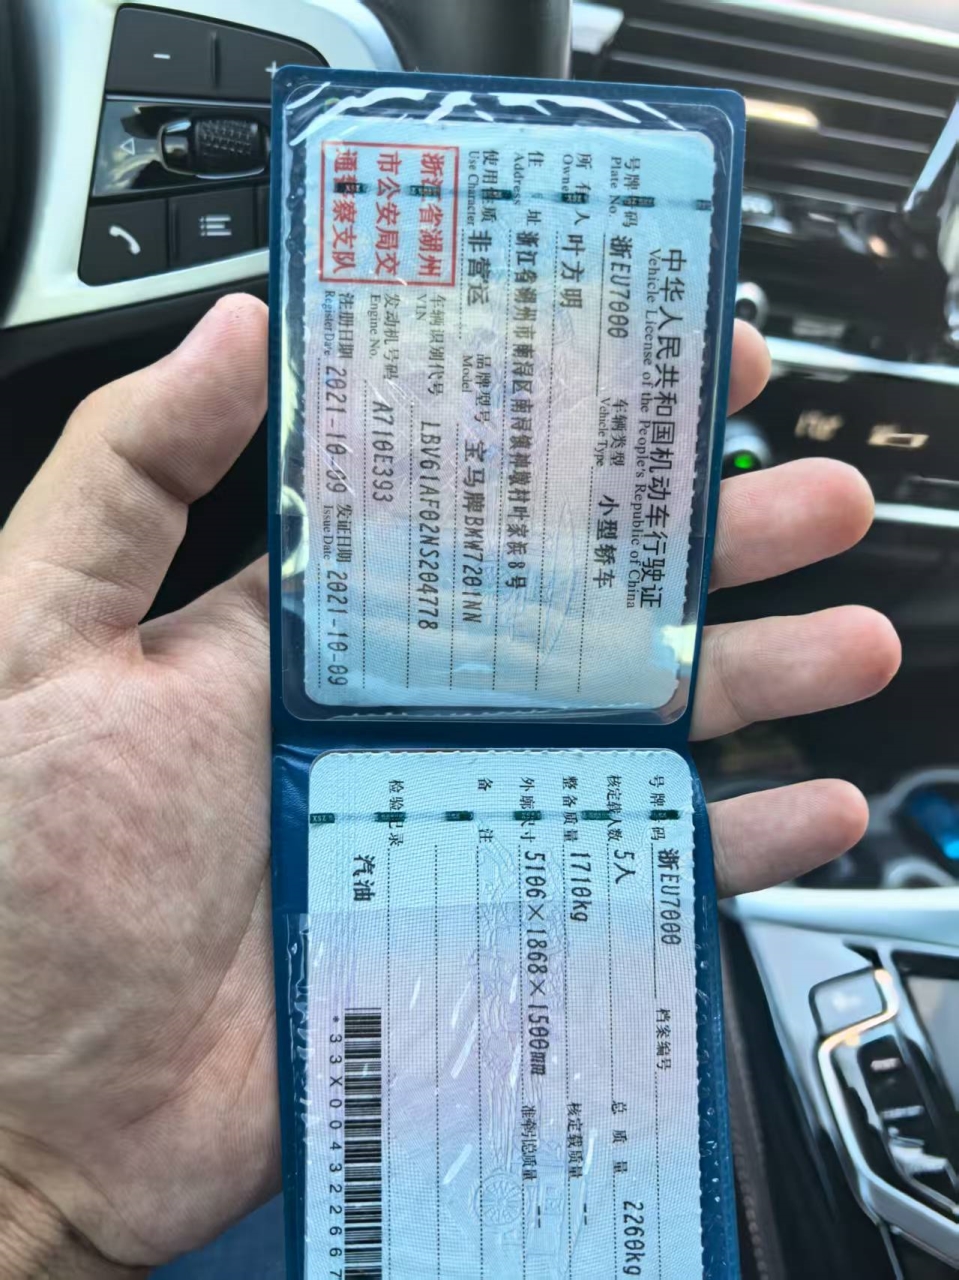 中华人民共和国机动车行驶证
Vehicle License of the People's Republic of China
号牌号码 浙EU7000 车辆类型 小型轿车
Plate No. Vehicle Type
所有人 叶方明
Owner
住 址 浙江省湖州市南浔区南浔镇神墩村叶家浜8号
Address
使用性质 非营运 品牌型号 宝马牌BMW7201NN
Use Character Model
浙江省湖州
市公安局交
通警察支队
车辆识别代号 LBV61AF02NS204778
VIN
发动机号码 A710E393
Engine No.
注册日期 2021-10-09 发证日期 2021-10-09
Register Date Issue Date
号牌号码 浙EU7000 档案编号
核定载人数 5人 总 质 量 2260kg
整备质量 1710kg 核定载质量 --
外廓尺寸 5106×1868×1500mm 准牵引总质量 --
备 注
检验记录
汽油
*33X004322667